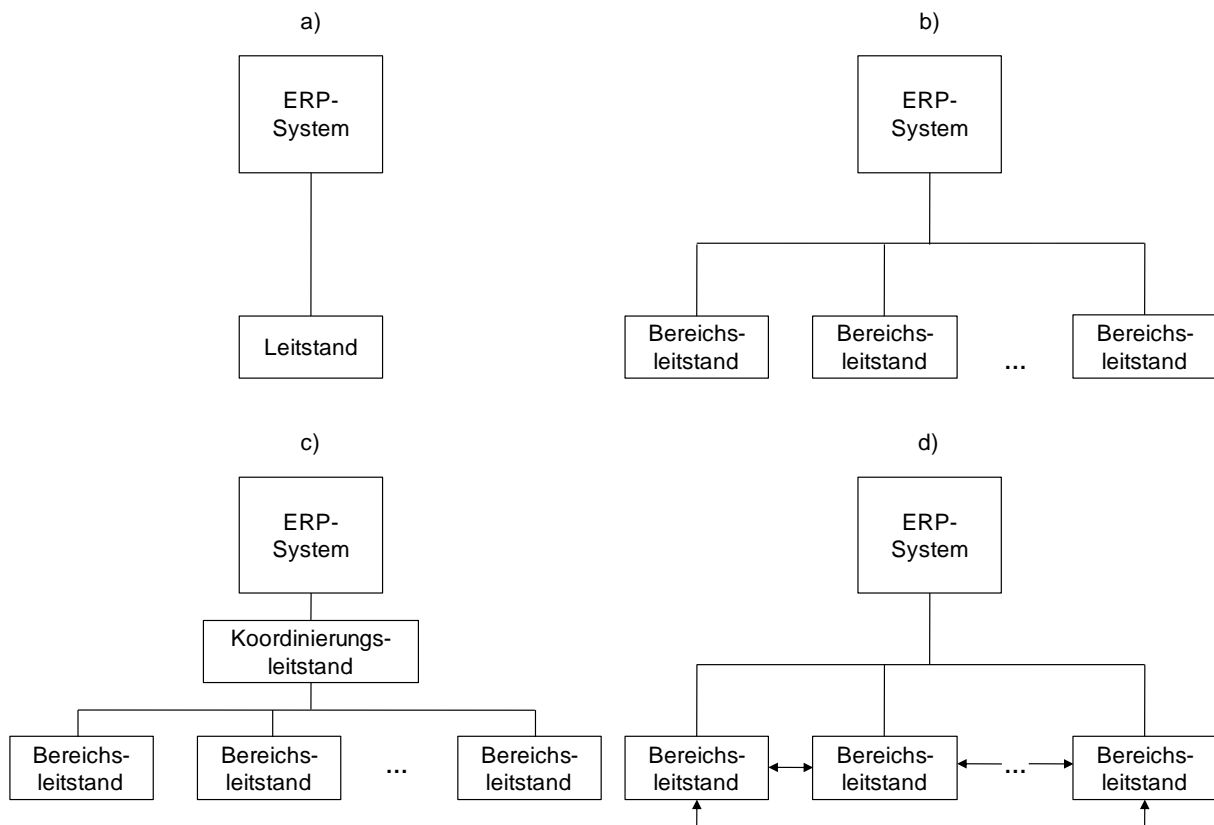 a)
ERP-
System
Leitstand
b)
ERP-
System
Bereichs-
leitstand
Bereichs-
leitstand
...
Bereichs-
leitstand
c)
ERP-
System
Koordinierungs-
leitstand
Bereichs-
leitstand
Bereichs-
leitstand
...
Bereichs-
leitstand
d)
ERP-
System
Bereichs-
leitstand
Bereichs-
leitstand
...
Bereichs-
leitstand